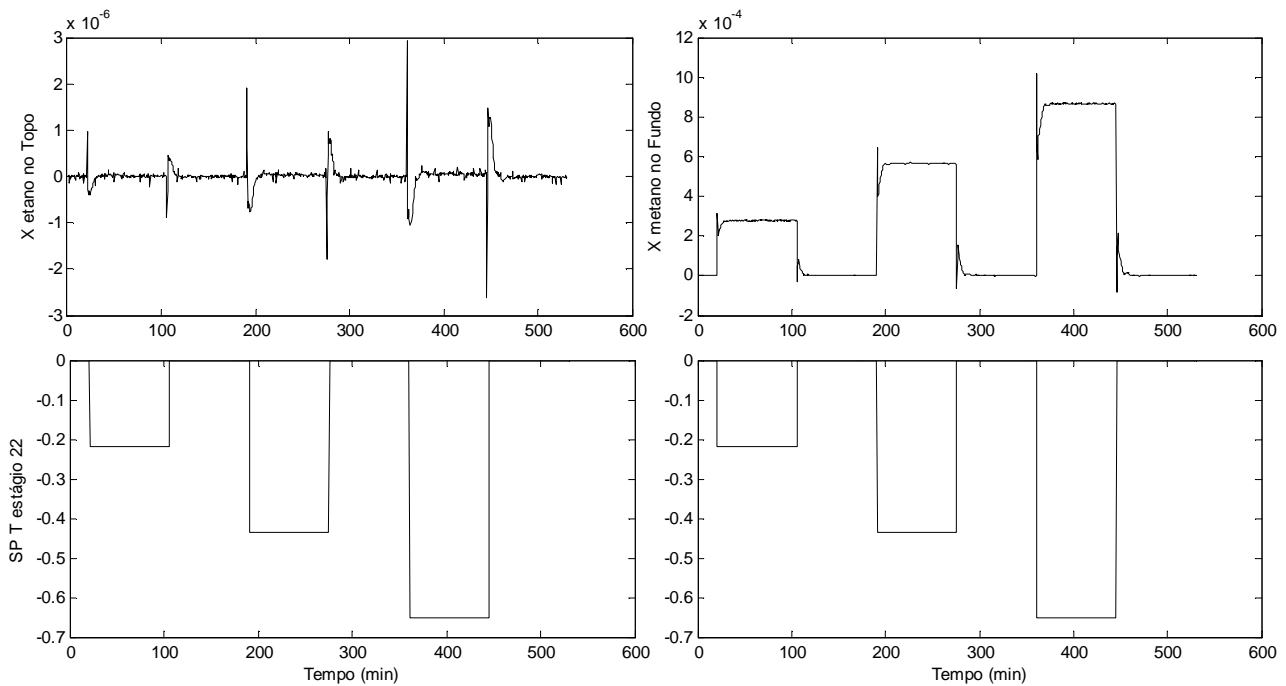 x 10^-6
3
2
1
0
-1
-2
-3
X etano no Topo
0 100 200 300 400 500 600
x 10^-4
12
10
8
6
4
2
0
-2
X metano no Fundo
0 100 200 300 400 500 600
0
-0.1
-0.2
-0.3
-0.4
-0.5
-0.6
-0.7
SP T estágio 22
0 100 200 300 400 500 600
Tempo (min)
0
-0.1
-0.2
-0.3
-0.4
-0.5
-0.6
-0.7
0 100 200 300 400 500 600
Tempo (min)